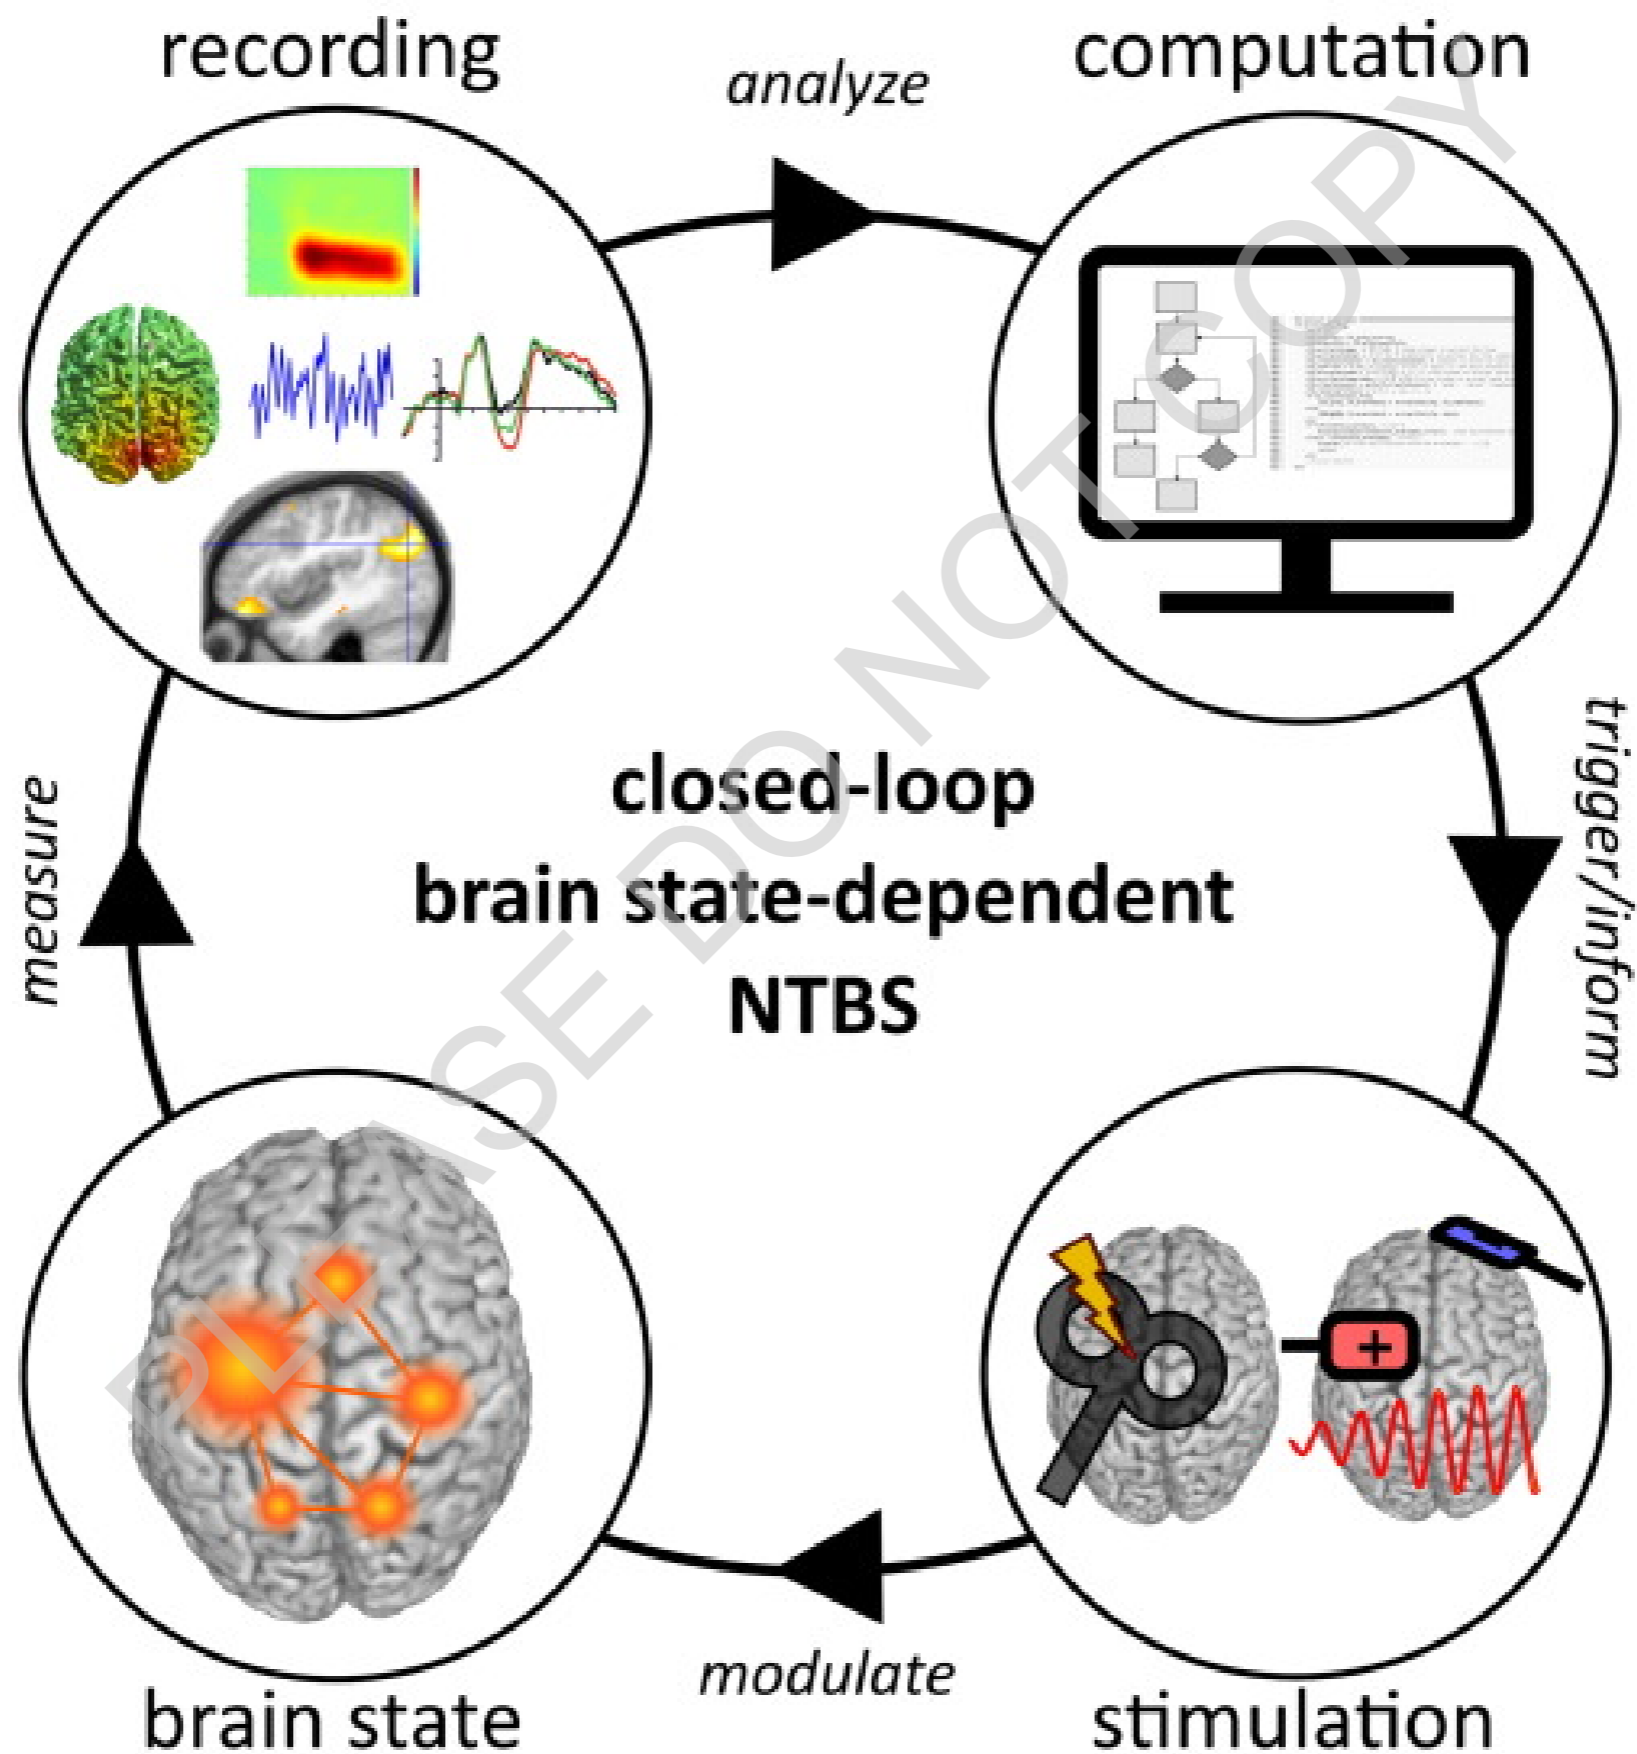 recording
analyze
computation
closed-loop
brain state-dependent
NTBS
measure
trigger/inform
PLEASE DO NOT COPY
+
modulate
brain state
stimulation